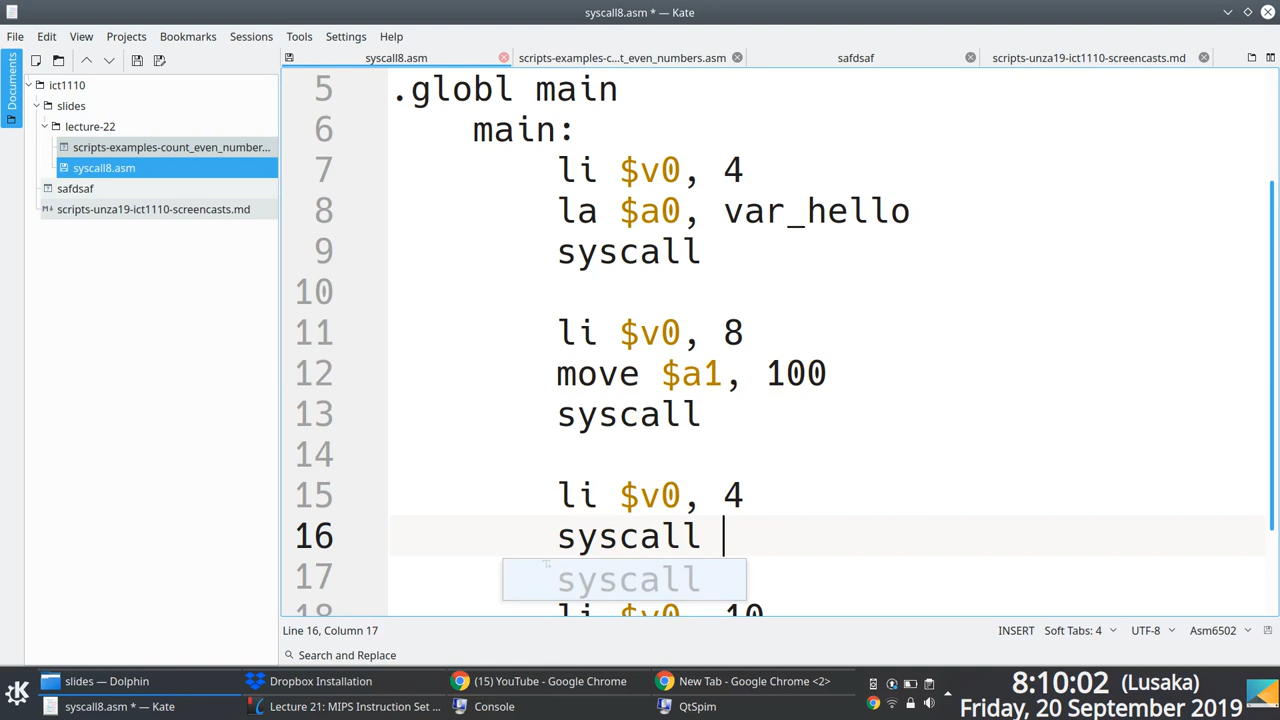 syscall8.asm * — Kate
File Edit View Projects Bookmarks Sessions Tools Settings Help
Documents
syscall8.asm
scripts-examples-c...t_even_numbers.asm
safdsaf
scripts-unza19-ict1110-screencasts.md
ict1110
slides
lecture-22
scripts-examples-count_even_number...
syscall8.asm
safdsaf
scripts-unza19-ict1110-screencasts.md
5 .globl main
6 main:
7 li $v0, 4
8 la $a0, var_hello
9 syscall
10
11 li $v0, 8
12 move $a1, 100
13 syscall
14
15 li $v0, 4
16 syscall
17 syscall
18 li $v0, 10
Line 16, Column 17 INSERT Soft Tabs: 4 UTF-8 Asm6502
Search and Replace
slides — Dolphin
Dropbox Installation
(15) YouTube - Google Chrome
New Tab - Google Chrome <2>
syscall8.asm * — Kate
Lecture 21: MIPS Instruction Set ...
Console
QtSpim
8:10:02 (Lusaka)
Friday, 20 September 2019